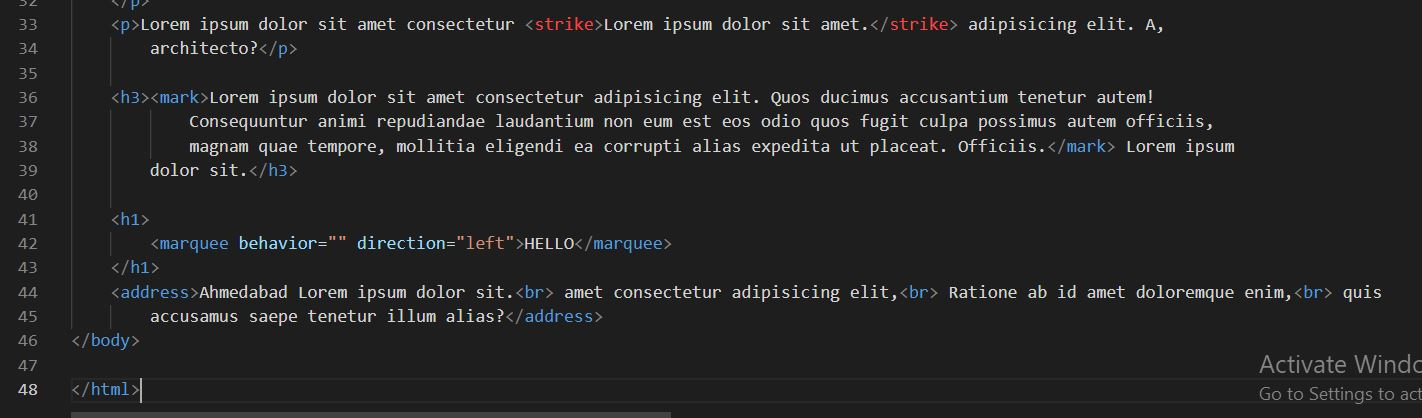 32 </p>
33 <p>Lorem ipsum dolor sit amet consectetur <strike>Lorem ipsum dolor sit amet.</strike> adipisicing elit. A,
34 architecto?</p>
35
36 <h3><mark>Lorem ipsum dolor sit amet consectetur adipisicing elit. Quos ducimus accusantium tenetur autem!
37 Consequuntur animi repudiandae laudantium non eum est eos odio quos fugit culpa possimus autem officiis,
38 magnam quae tempore, mollitia eligendi ea corrupti alias expedita ut placeat. Officiis.</mark> Lorem ipsum
39 dolor sit.</h3>
40
41 <h1>
42 <marquee behavior="" direction="left">HELLO</marquee>
43 </h1>
44 <address>Ahmedabad Lorem ipsum dolor sit.<br> amet consectetur adipisicing elit,<br> Ratione ab id amet doloremque enim,<br> quis
45 accusamus saepe tenetur illum alias?</address>
46 </body>
47
48 </html>
Activate Windo
Go to Settings to act